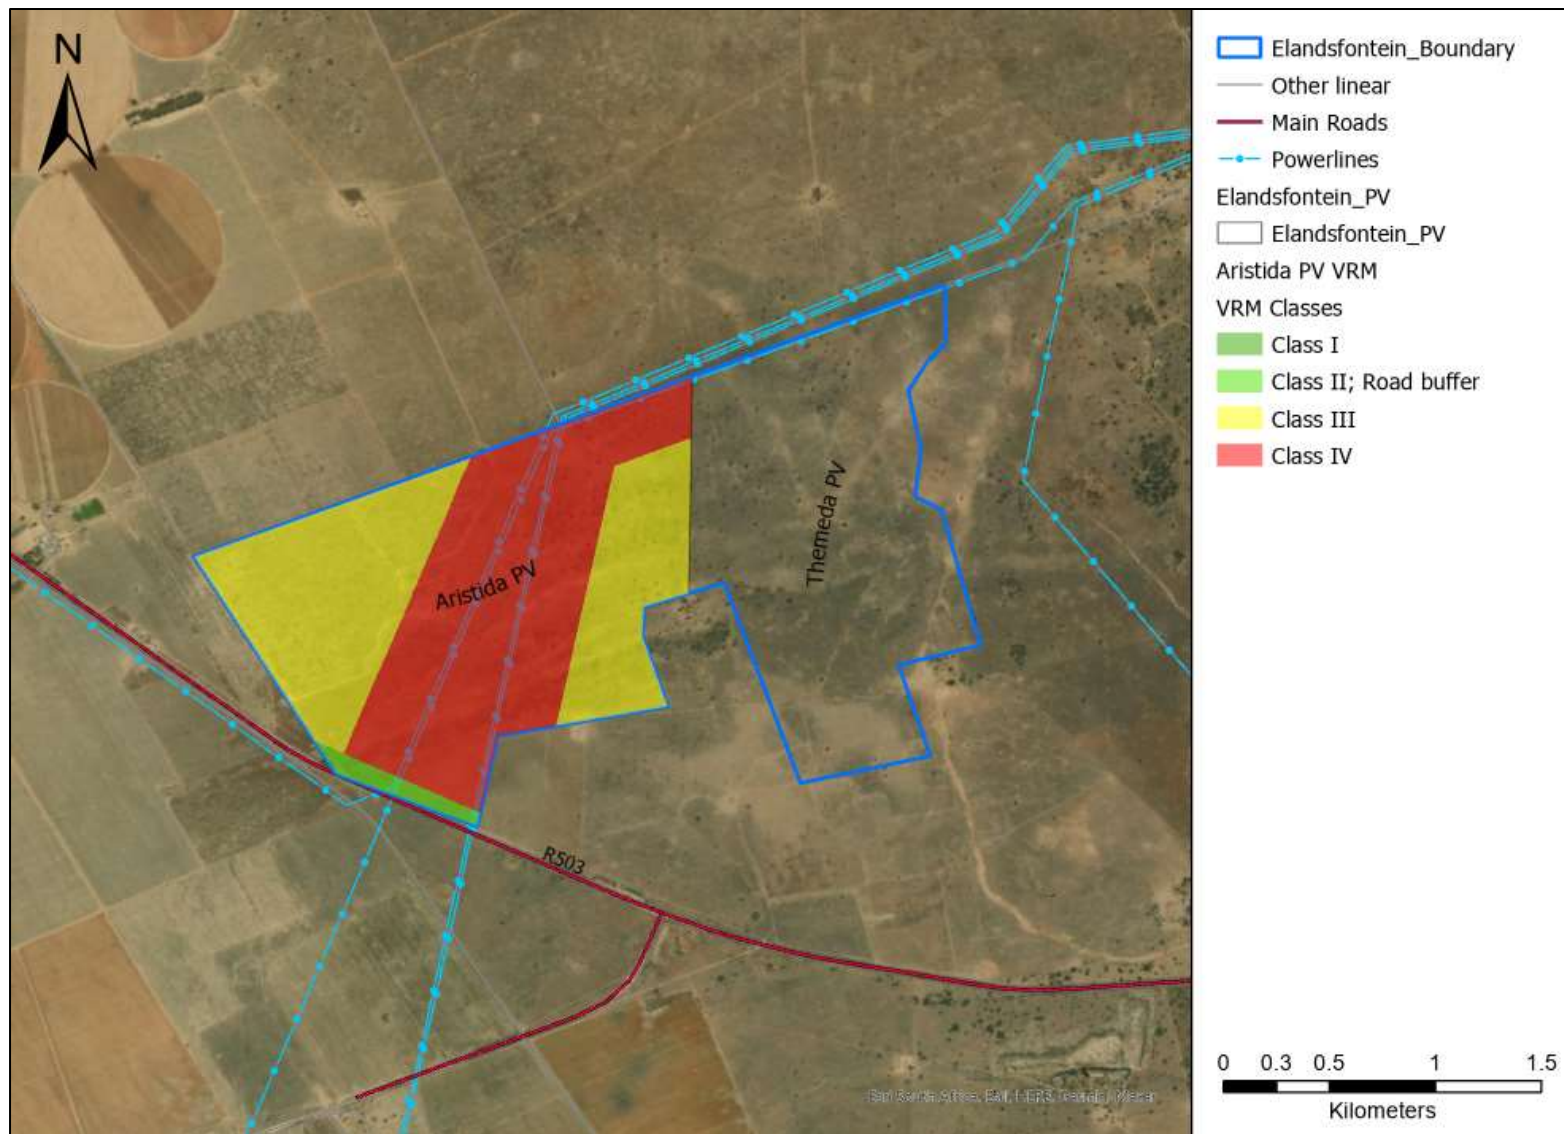 N
Aristida PV
Themeda PV
R503
Elandsfontein_Boundary
Other linear
Main Roads
Powerlines
Elandsfontein_PV
Elandsfontein_PV
Aristida PV VRM
VRM Classes
Class I
Class II; Road buffer
Class III
Class IV
0 0.3 0.5 1 1.5
Kilometers